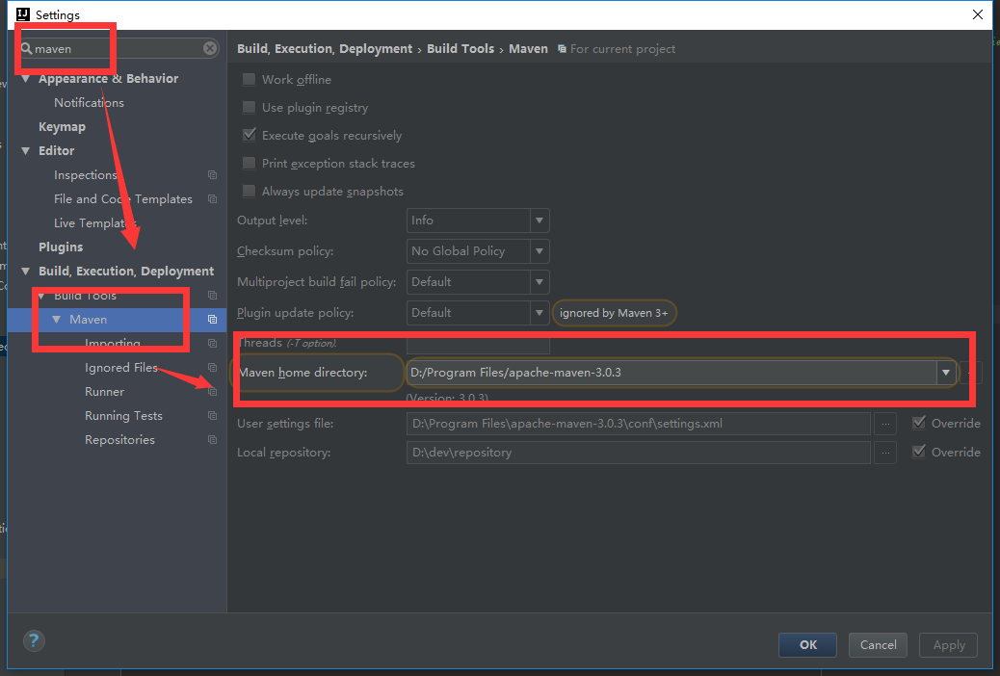 Settings
maven
Appearance & Behavior
Notifications
Keymap
Editor
Inspections
File and Code Templates
Live Templates
Plugins
Build, Execution, Deployment
Build Tools
Maven
Importing
Ignored Files
Runner
Running Tests
Repositories
Build, Execution, Deployment › Build Tools › Maven For current project
Work offline
Use plugin registry
Execute goals recursively
Print exception stack traces
Always update snapshots
Output level: Info
Checksum policy: No Global Policy
Multiproject build fail policy: Default
Plugin update policy: Default ignored by Maven 3+
Threads (-T option):
Maven home directory: D:/Program Files/apache-maven-3.0.3
(Version: 3.0.3)
User settings file: D:\Program Files\apache-maven-3.0.3\conf\settings.xml ... Override
Local repository: D:\dev\repository ... Override
? OK Cancel Apply